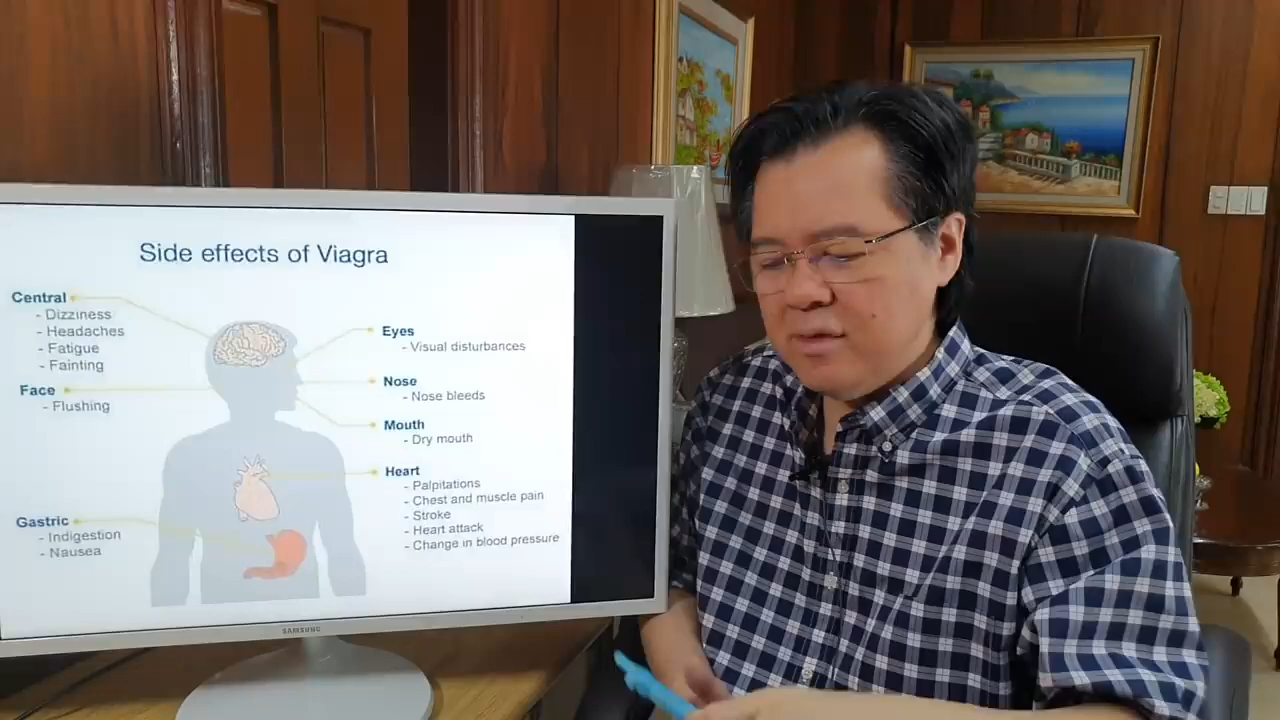 Side effects of Viagra
Central
- Dizziness
- Headaches
- Fatigue
- Fainting
Face
- Flushing
Gastric
- Indigestion
- Nausea
Eyes
- Visual disturbances
Nose
- Nose bleeds
Mouth
- Dry mouth
Heart
- Palpitations
- Chest and muscle pain
- Stroke
- Heart attack
- Change in blood pressure
SAMSUNG